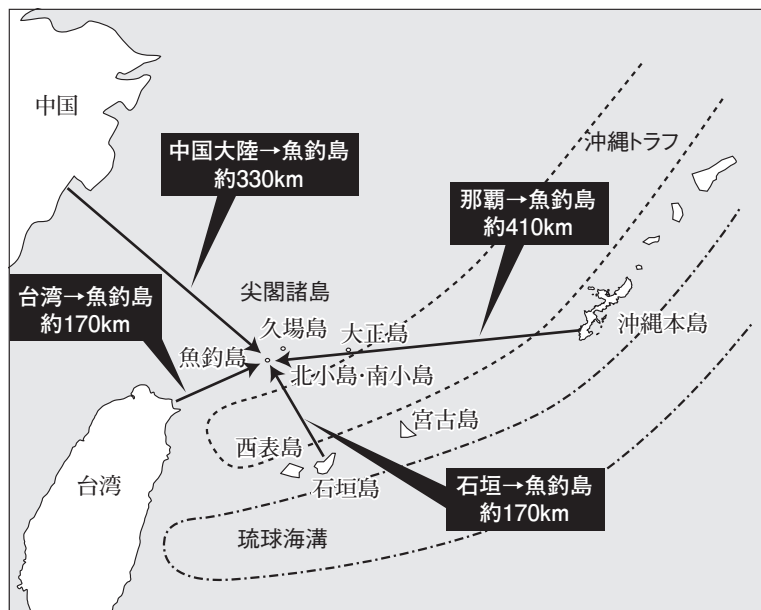 中国
中国大陸→魚釣島
約330km
沖縄トラフ
那覇→魚釣島
約410km
台湾→魚釣島
約170km
尖閣諸島
久場島
大正島
魚釣島
北小島･南小島
沖縄本島
宮古島
西表島
石垣島
台湾
石垣→魚釣島
約170km
琉球海溝